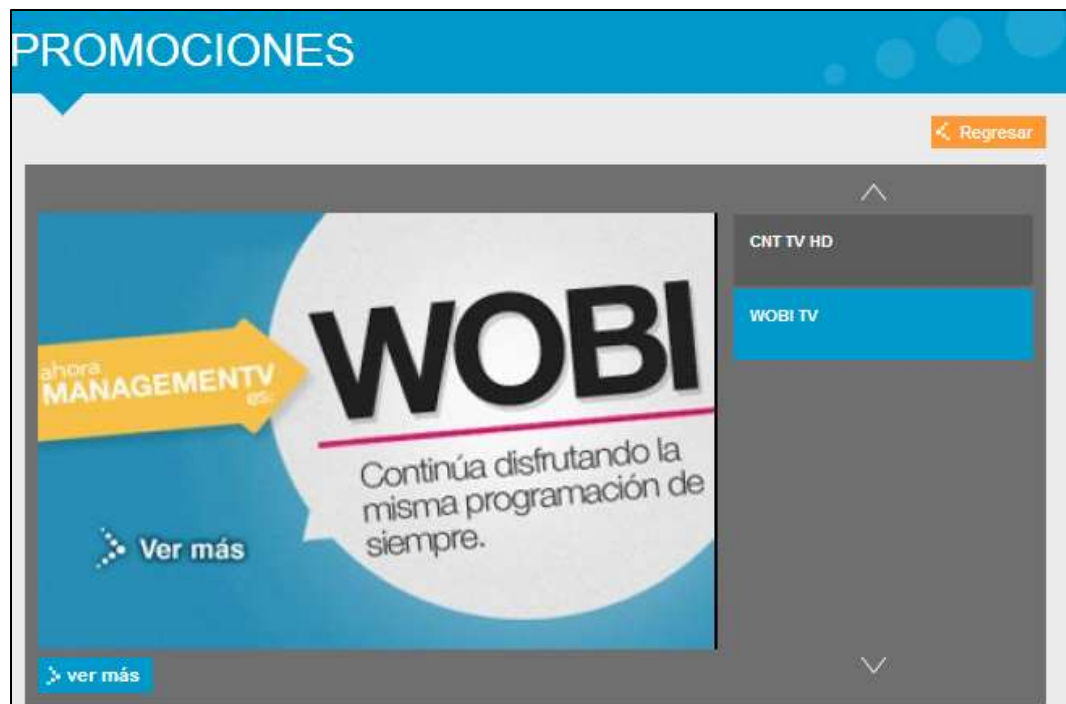 PROMOCIONES
Regresar
CNT TV HD
WOBI TV
ahora
MANAGEMENTV
es:
WOBI
Continúa disfrutando la
misma programación de
siempre.
Ver más
ver más